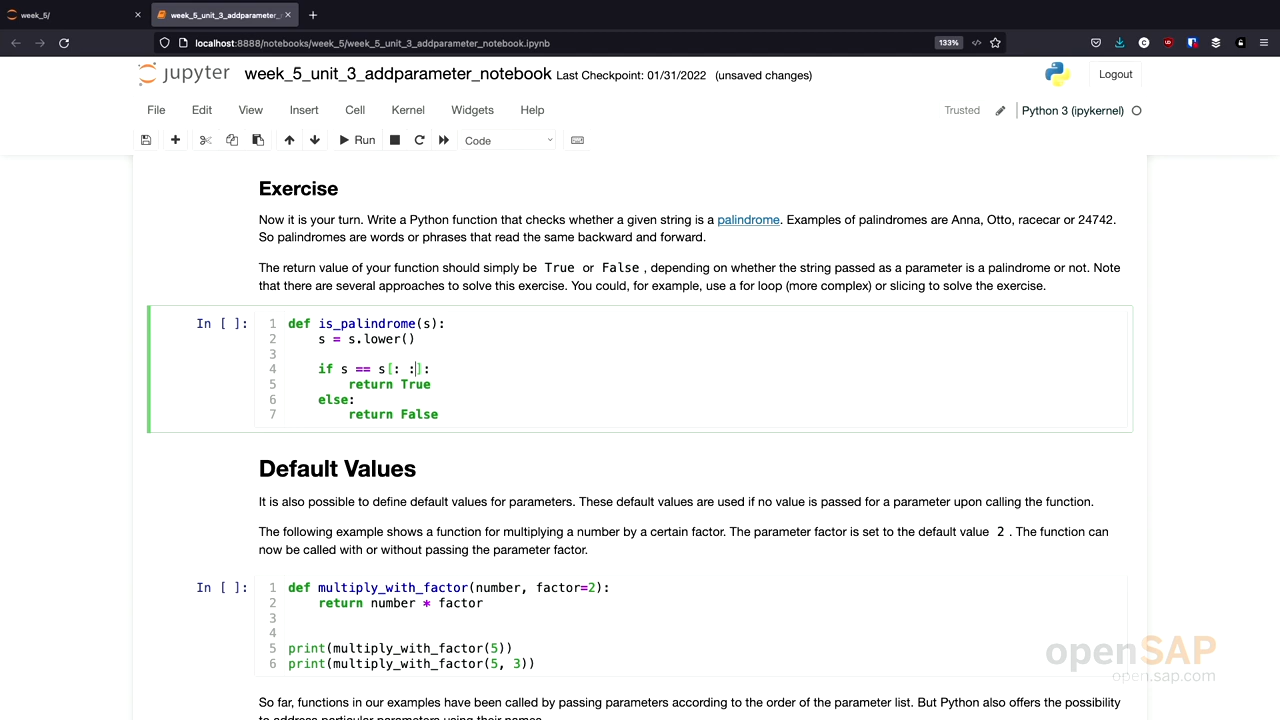 week_5/
week_5_unit_3_addparameter_
localhost:8888/notebooks/week_5/week_5_unit_3_addparameter_notebook.ipynb
133%
jupyter week_5_unit_3_addparameter_notebook Last Checkpoint: 01/31/2022 (unsaved changes)
Logout
File Edit View Insert Cell Kernel Widgets Help
Trusted Python 3 (ipykernel)
Run Code
Exercise
Now it is your turn. Write a Python function that checks whether a given string is a palindrome. Examples of palindromes are Anna, Otto, racecar or 24742.
So palindromes are words or phrases that read the same backward and forward.
The return value of your function should simply be True or False , depending on whether the string passed as a parameter is a palindrome or not. Note
that there are several approaches to solve this exercise. You could, for example, use a for loop (more complex) or slicing to solve the exercise.
In [ ]: 1 def is_palindrome(s):
2 s = s.lower()
3
4 if s == s[: :]:
5 return True
6 else:
7 return False
Default Values
It is also possible to define default values for parameters. These default values are used if no value is passed for a parameter upon calling the function.
The following example shows a function for multiplying a number by a certain factor. The parameter factor is set to the default value 2 . The function can
now be called with or without passing the parameter factor.
In [ ]: 1 def multiply_with_factor(number, factor=2):
2 return number * factor
3
4
5 print(multiply_with_factor(5))
6 print(multiply_with_factor(5, 3))
openSAP
open.sap.com
So far, functions in our examples have been called by passing parameters according to the order of the parameter list. But Python also offers the possibility
to address particular parameters using their names.